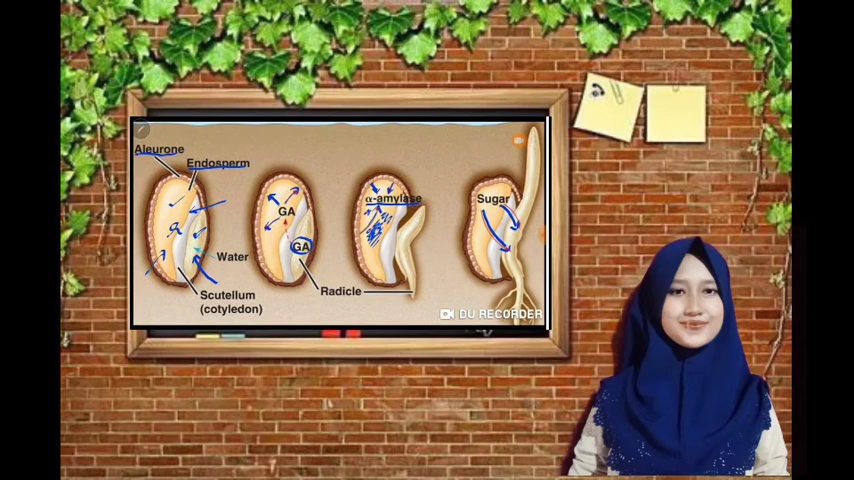 Aleurone
Endosperm
GA
α-amylase
Sugar
GA
Water
Radicle
Scutellum
(cotyledon)
DU RECORDER